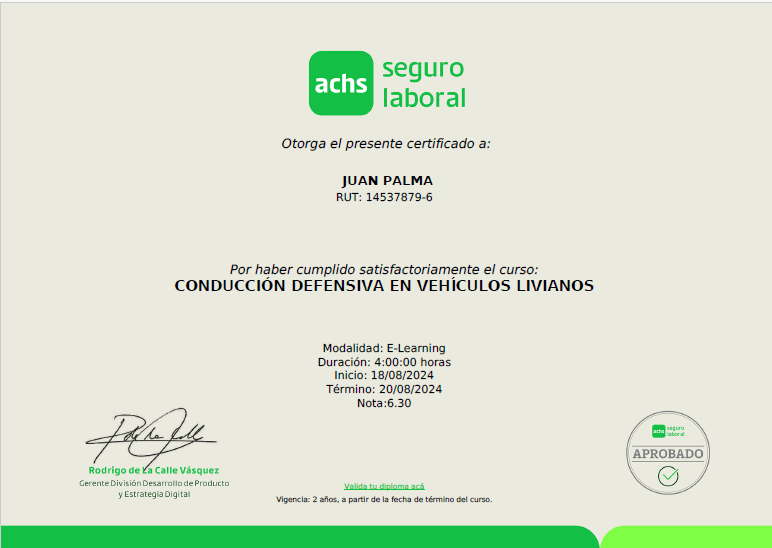 achs seguro
laboral
Otorga el presente certificado a:
JUAN PALMA
RUT: 14537879-6
Por haber cumplido satisfactoriamente el curso:
CONDUCCIÓN DEFENSIVA EN VEHÍCULOS LIVIANOS
Modalidad: E-Learning
Duración: 4:00:00 horas
Inicio: 18/08/2024
Término: 20/08/2024
Nota:6.30
Rodrigo de La Calle Vásquez
Gerente División Desarrollo de Producto
y Estrategia Digital
achs seguro
laboral
APROBADO
Valida tu diploma acá
Vigencia: 2 años, a partir de la fecha de término del curso.